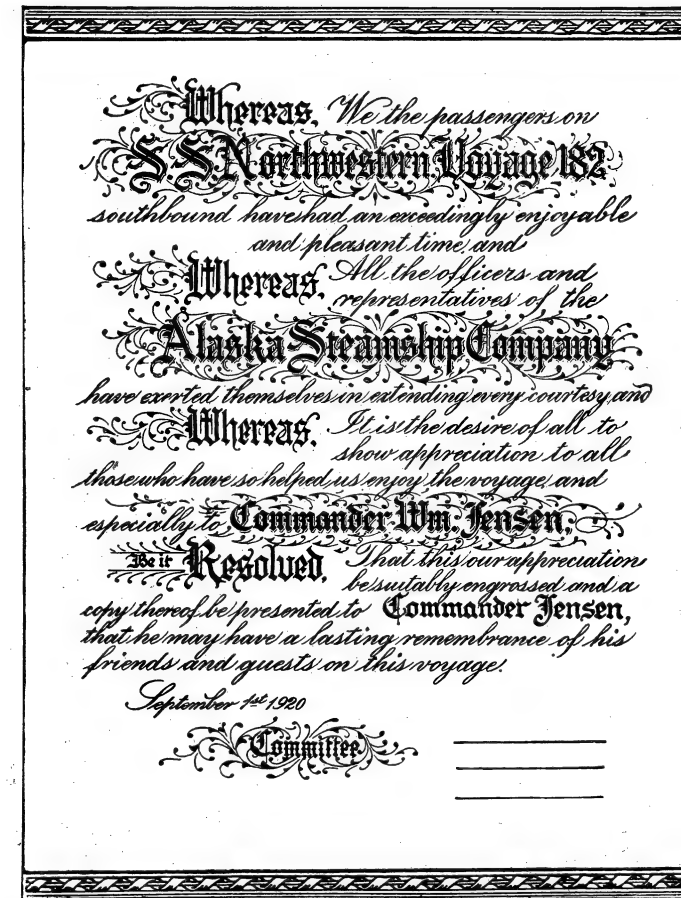 Whereas, We the passengers on
S.S. Northwestern Voyage 182
southbound have had an exceedingly enjoyable
and pleasant time, and
Whereas, All the officers and
representatives of the
Alaska Steamship Company
have exrrted themselves in extending every courtesy, and
Whereas, It is the desire of all to
show appreciation to all
those who have so helped us enjoy the voyage, and
especially to Commander Wm. Jensen,
Be it Resolved, That this our appreciation
be suitably engrossed and a
copy thereof be presented to Commander Jensen,
that he may have a lasting remembrance of his
friends and guests on this voyage.
September 1st 1920
Committee